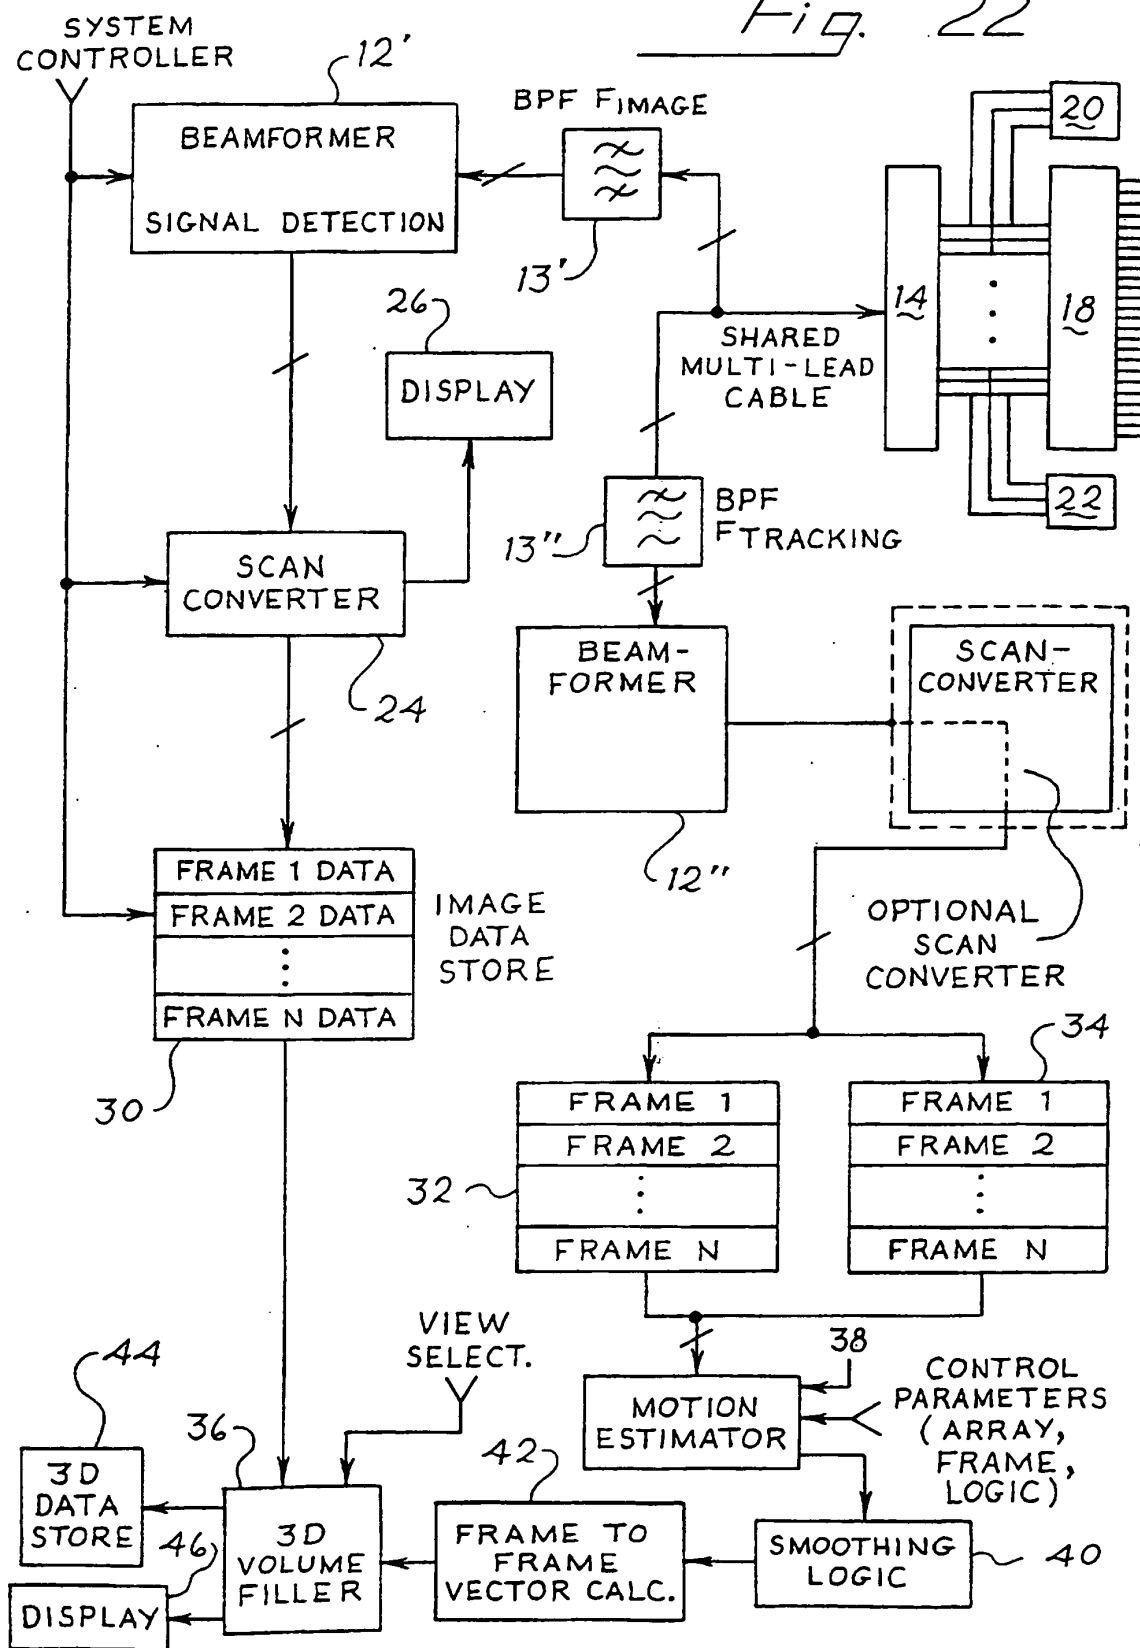 Fig. 22
SYSTEM
CONTROLLER
12'
BEAMFORMER
SIGNAL DETECTION
BPF FIMAGE
13'
20
14
18
22
SHARED
MULTI-LEAD
CABLE
26
DISPLAY
BPF
FTRACKING
13"
SCAN
CONVERTER
24
BEAM-
FORMER
12"
SCAN-
CONVERTER
OPTIONAL
SCAN
CONVERTER
FRAME 1 DATA
FRAME 2 DATA
FRAME N DATA
IMAGE
DATA
STORE
30
34
FRAME 1
FRAME 2
FRAME N
32
FRAME 1
FRAME 2
FRAME N
VIEW
SELECT.
38
MOTION
ESTIMATOR
CONTROL
PARAMETERS
(ARRAY,
FRAME,
LOGIC)
44
36
42
3D
DATA
STORE
46
DISPLAY
3D
VOLUME
FILLER
FRAME TO
FRAME
VECTOR CALC.
SMOOTHING
LOGIC
40